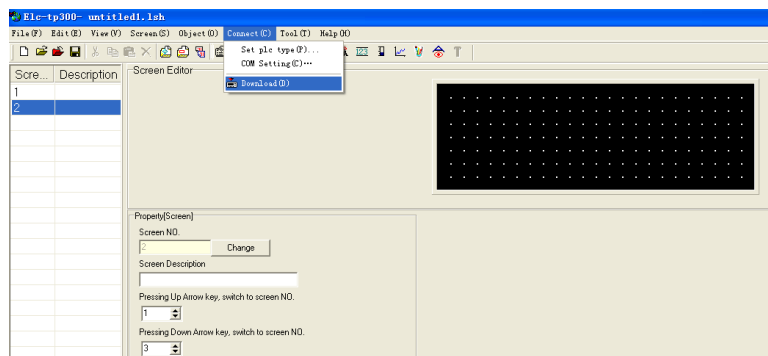 Elc-tp300- untitled1.lsh
File(F) Edit(E) View(V) Screen(S) Object(O) Connect(C) Tool(T) Help(H)
Set plc type(P)...
COM Setting(C)...
Download(D)
Scre... Description
1
2
Screen Editor
Property[Screen]
Screen NO.
2
Change
Screen Description
Pressing Up Arrow key, switch to screen NO.
1
Pressing Down Arrow key, switch to screen NO.
3